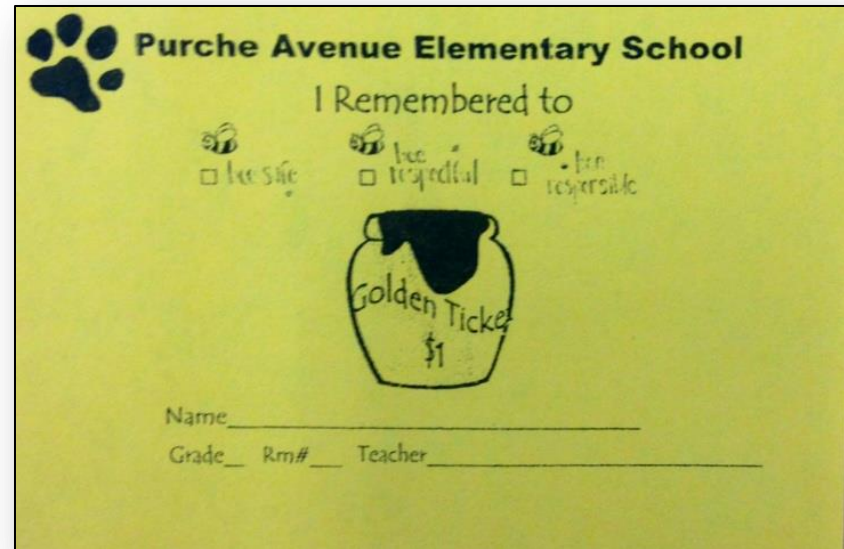 Purche Avenue Elementary School
I Remembered to
bee safe
bee respectful
bee responsible
Golden Ticket
$1
Name
Grade Rm# Teacher